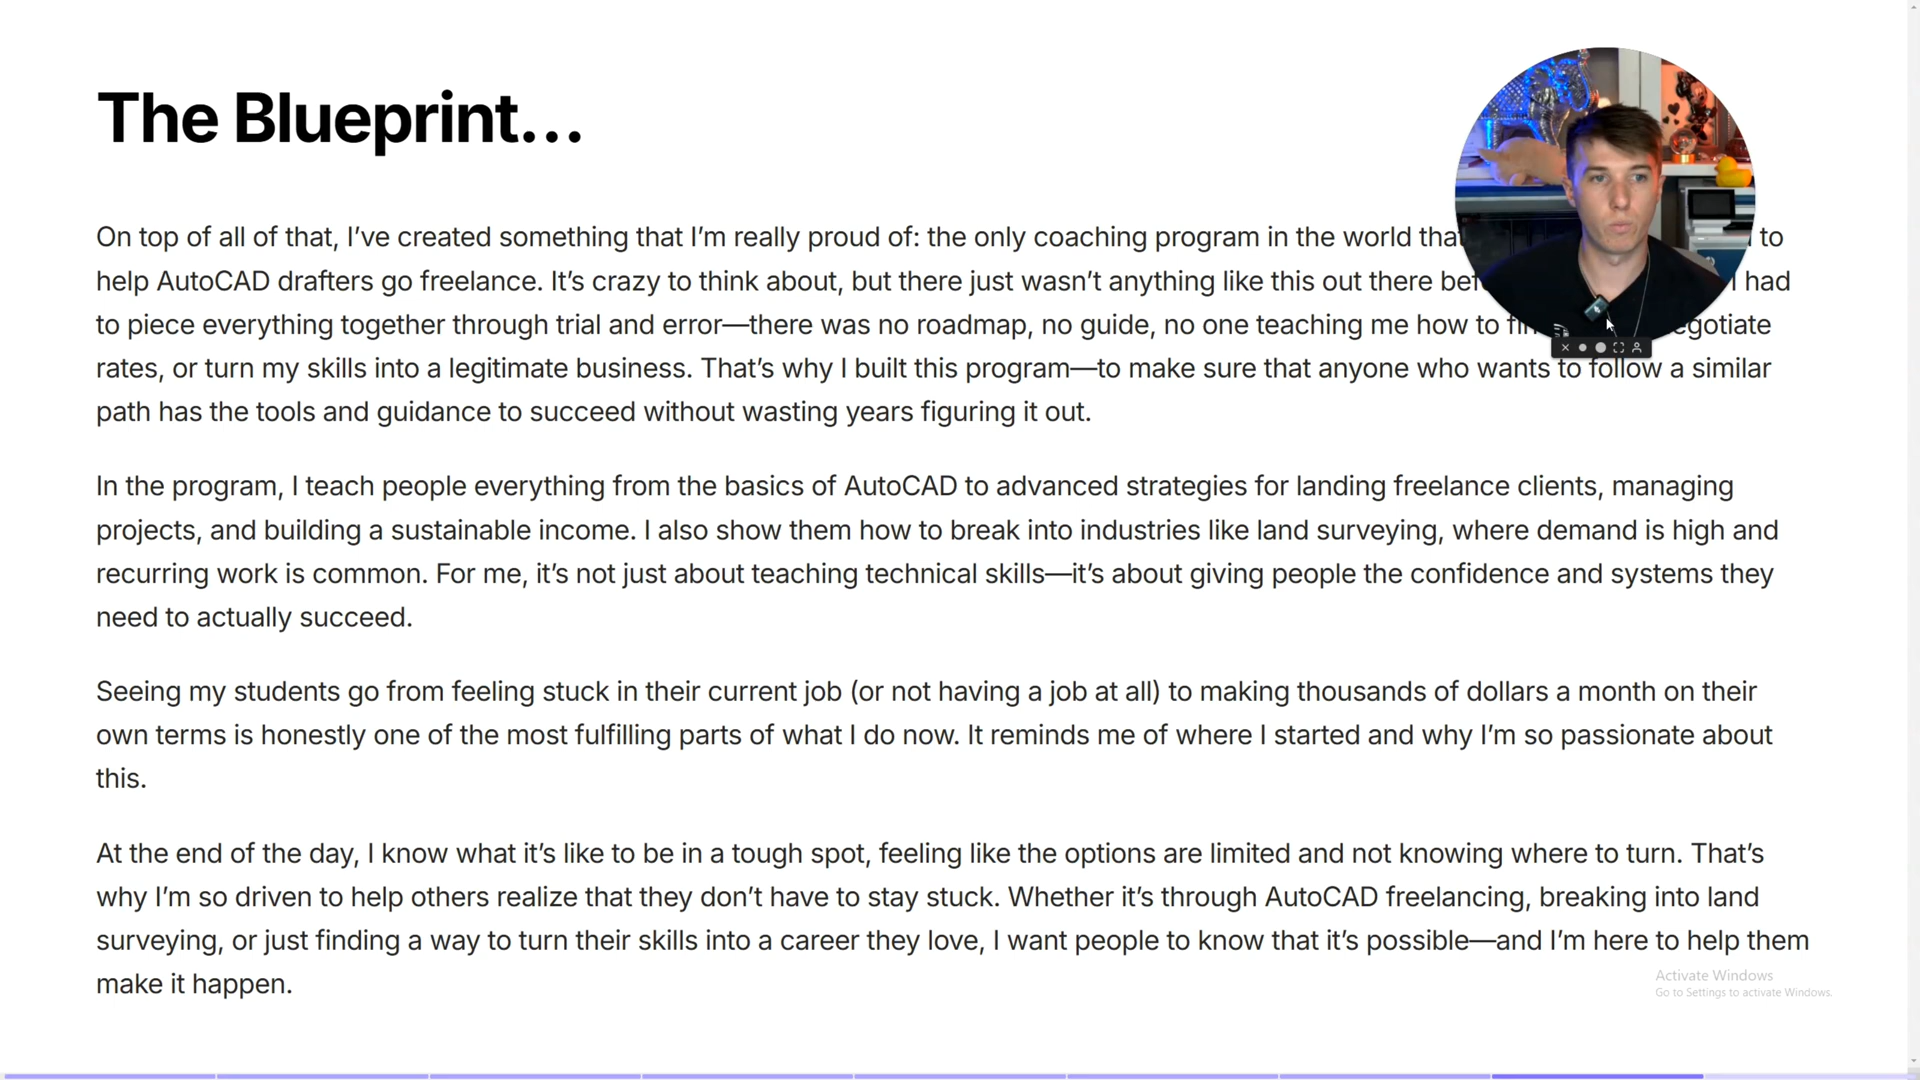 The Blueprint…
On top of all of that, I’ve created something that I’m really proud of: the only coaching program in the world that to
help AutoCAD drafters go freelance. It’s crazy to think about, but there just wasn’t anything like this out there I had
to piece everything together through trial and error—there was no roadmap, no guide, no one teaching me how to
rates, or turn my skills into a legitimate business. That’s why I built this program—to make sure that anyone who wants to follow a similar
path has the tools and guidance to succeed without wasting years figuring it out.
In the program, I teach people everything from the basics of AutoCAD to advanced strategies for landing freelance clients, managing
projects, and building a sustainable income. I also show them how to break into industries like land surveying, where demand is high and
recurring work is common. For me, it’s not just about teaching technical skills—it’s about giving people the confidence and systems they
need to actually succeed.
Seeing my students go from feeling stuck in their current job (or not having a job at all) to making thousands of dollars a month on their
own terms is honestly one of the most fulfilling parts of what I do now. It reminds me of where I started and why I’m so passionate about
this.
At the end of the day, I know what it’s like to be in a tough spot, feeling like the options are limited and not knowing where to turn. That’s
why I’m so driven to help others realize that they don’t have to stay stuck. Whether it’s through AutoCAD freelancing, breaking into land
surveying, or just finding a way to turn their skills into a career they love, I want people to know that it’s possible—and I’m here to help them
make it happen.
Activate Windows
Go to Settings to activate Windows.